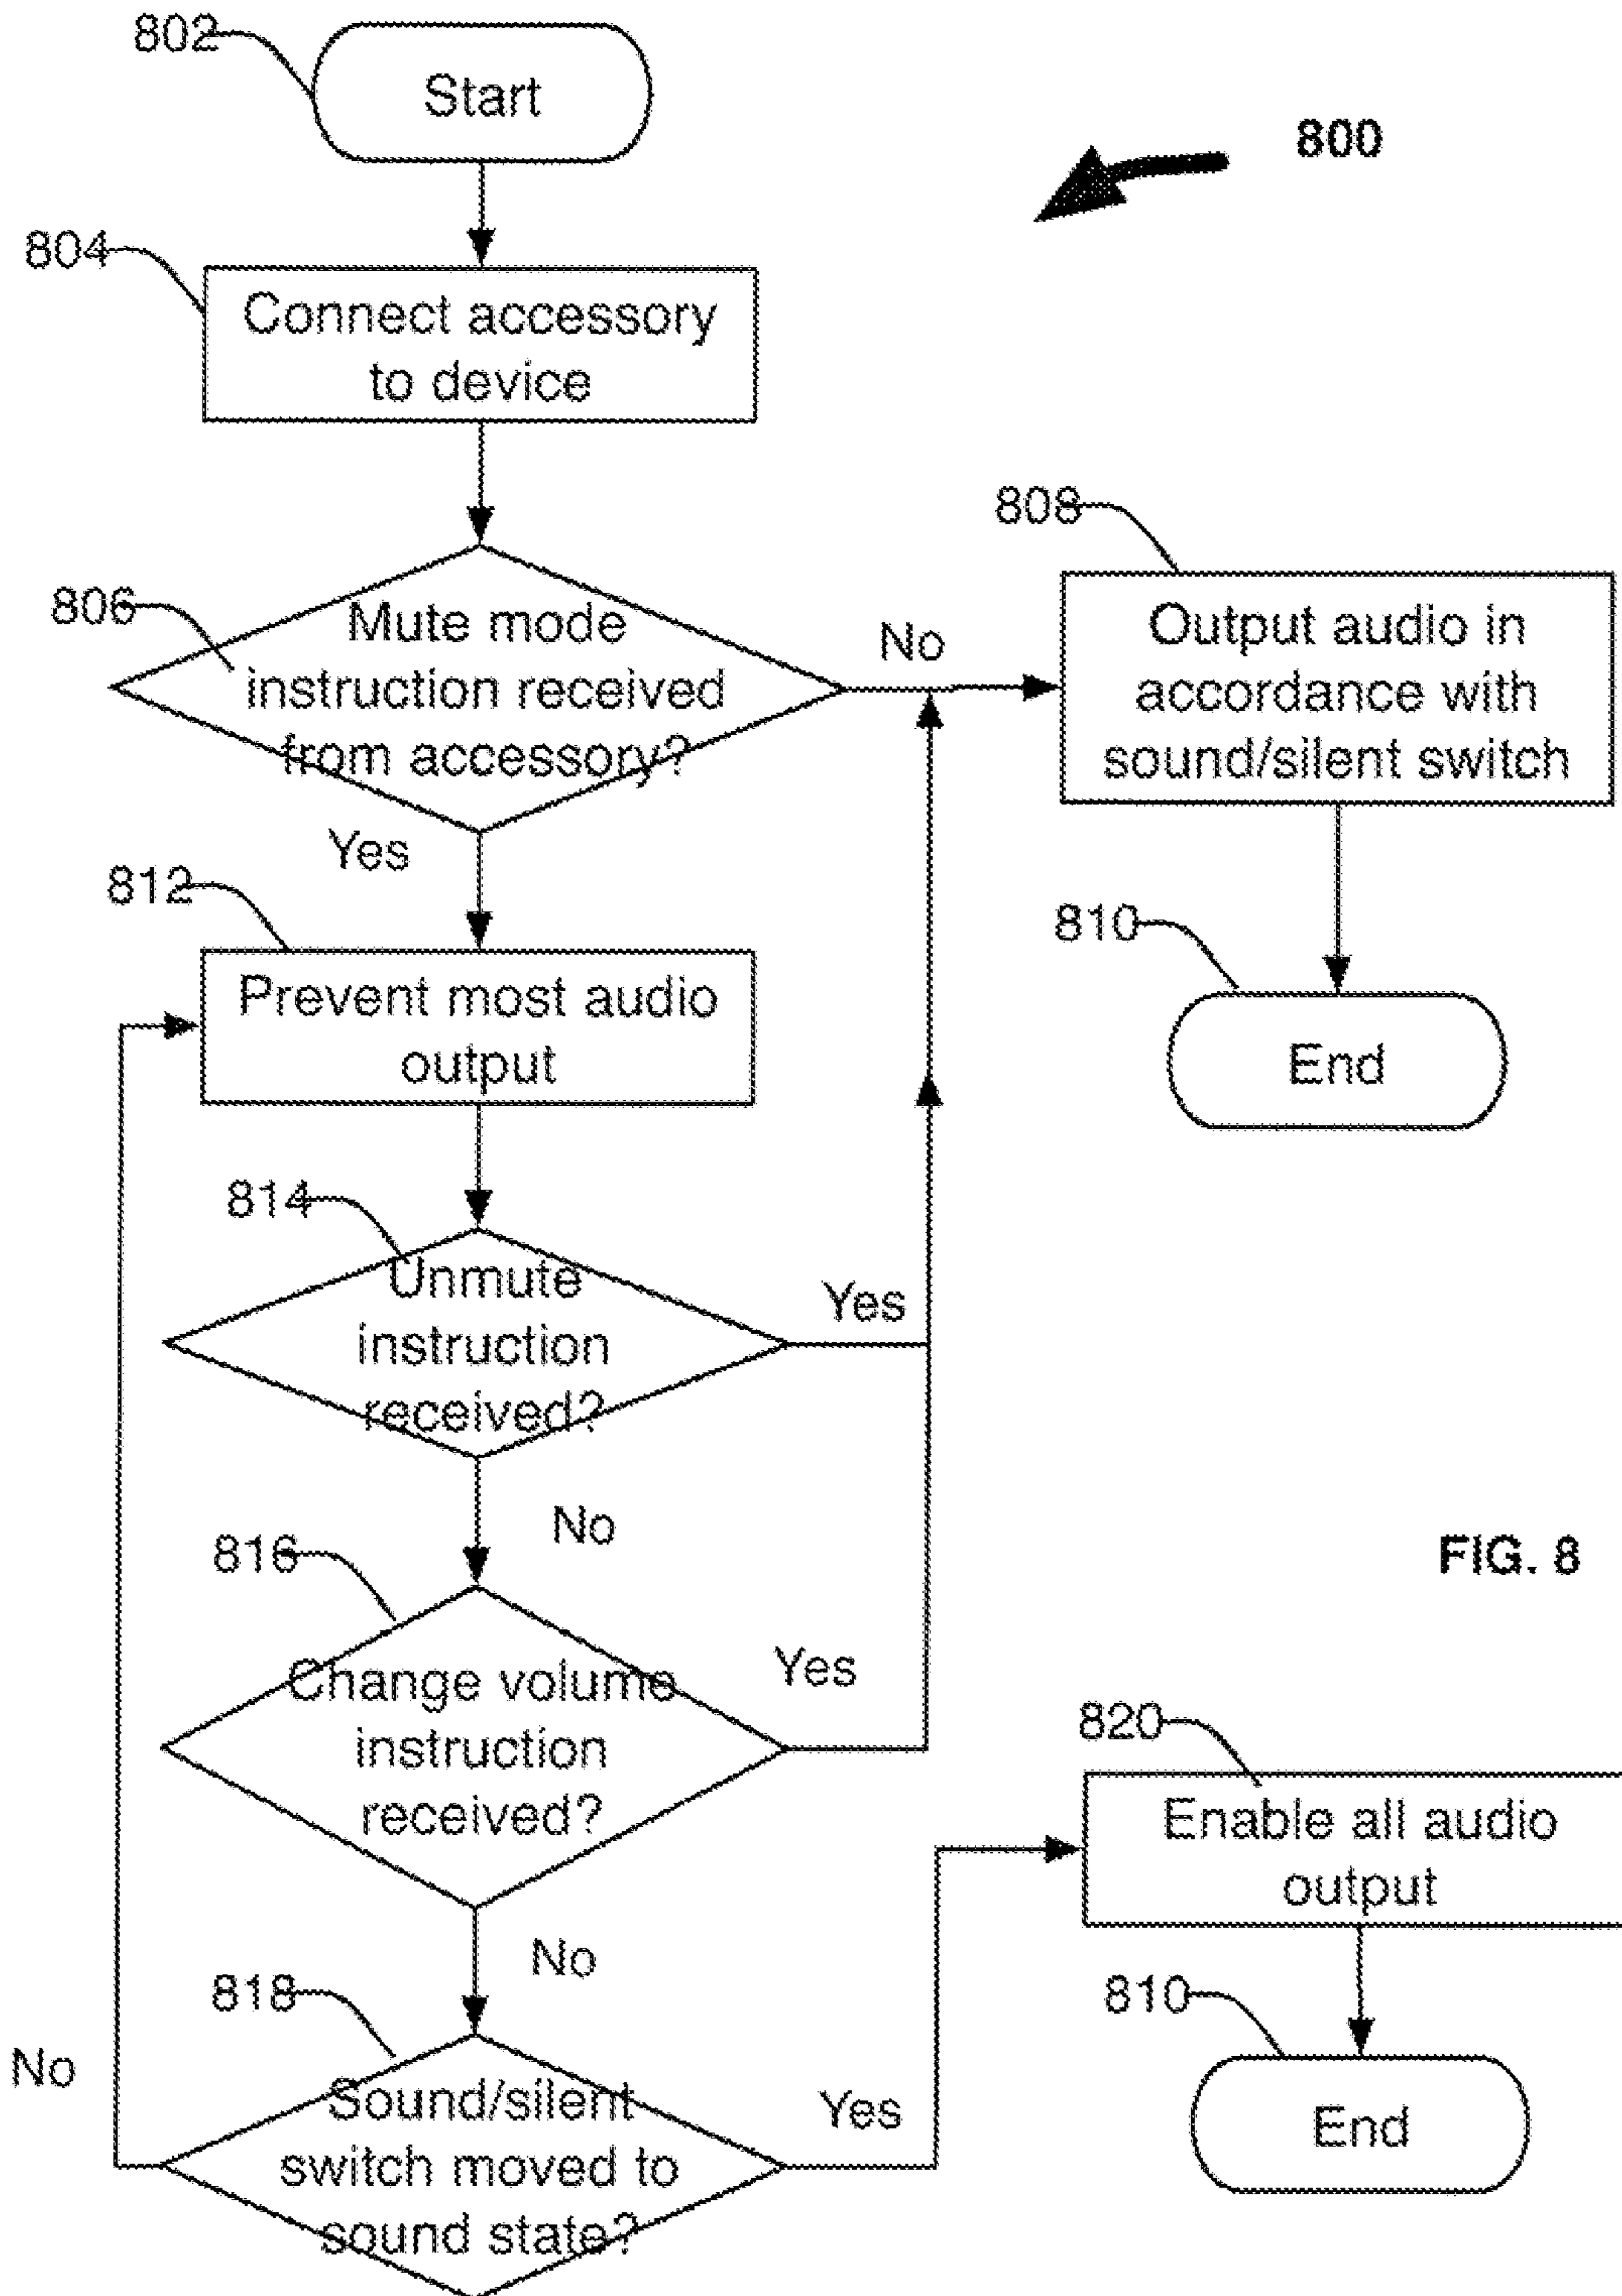 802
Start
800
804
Connect accessory
to device
806
Mute mode
instruction received
from accessory?
No
808
Output audio in
accordance with
sound/silent switch
Yes
810
End
812
Prevent most audio
output
814
Unmute
instruction
received?
Yes
No
816
Change volume
instruction
received?
Yes
FIG. 8
No
818
Sound/silent
switch moved to
sound state?
No
Yes
820
Enable all audio
output
810
End